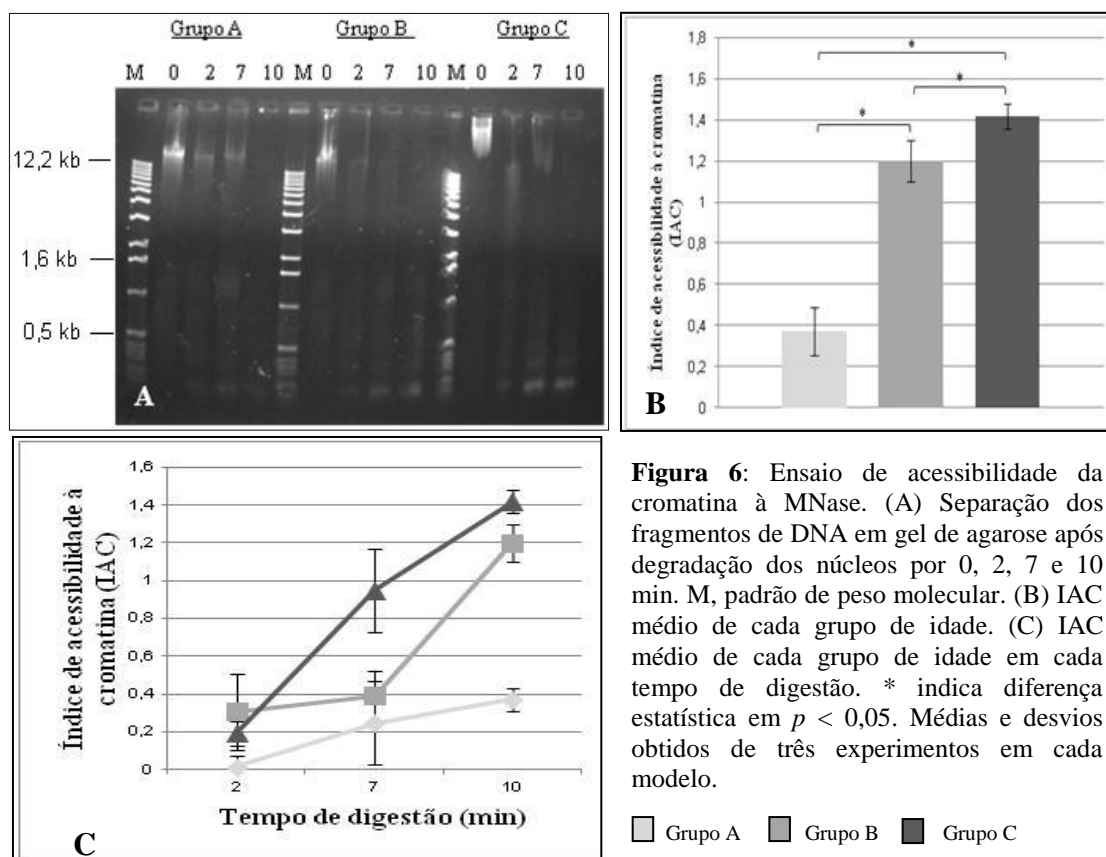 Grupo A Grupo B Grupo C
M 0 2 7 10 M 0 2 7 10 M 0 2 7 10
12,2 kb
1,6 kb
0,5 kb
A
Índice de acessibilidade à cromatina
(IAC)
1,8
1,6
1,4
1,2
1
0,8
0,6
0,4
0,2
0
*
*
*
B
Índice de acessibilidade à
cromatina (IAC)
1,6
1,4
1,2
1
0,8
0,6
0,4
0,2
0
2 7 10
Tempo de digestão (min)
C
Figura 6: Ensaio de acessibilidade da
cromatina à MNase. (A) Separação dos
fragmentos de DNA em gel de agarose após
degradação dos núcleos por 0, 2, 7 e 10
min. M, padrão de peso molecular. (B) IAC
médio de cada grupo de idade. (C) IAC
médio de cada grupo de idade em cada
tempo de digestão. * indica diferença
estatística em p < 0,05. Médias e desvios
obtidos de três experimentos em cada
modelo.
Grupo A Grupo B Grupo C